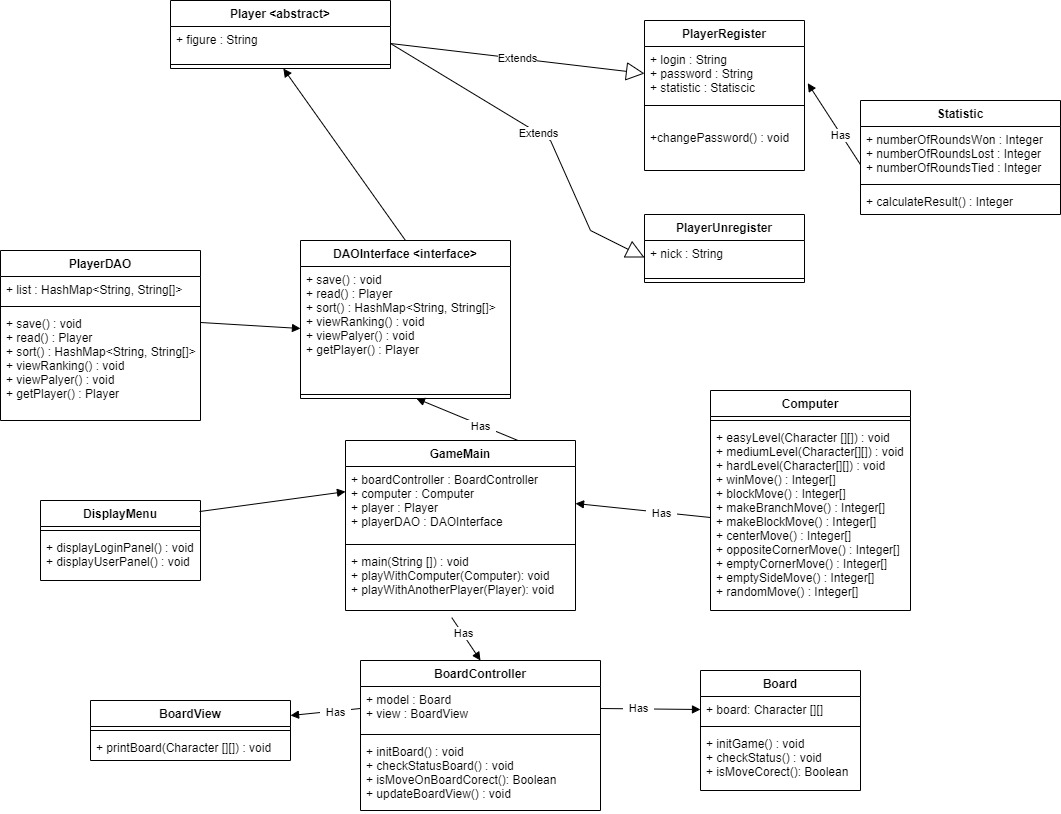 Player <abstract>
+ figure : String
Extends
Extends
PlayerRegister
+ login : String
+ password : String
+ statistic : Statiscic
+changePassword() : void
Has
Statistic
+ numberOfRoundsWon : Integer
+ numberOfRoundsLost : Integer
+ numberOfRoundsTied : Integer
+ calculateResult() : Integer
PlayerUnregister
+ nick : String
PlayerDAO
+ list : HashMap<String, String[]>
+ save() : void
+ read() : Player
+ sort() : HashMap<String, String[]>
+ viewRanking() : void
+ viewPalyer() : void
+ getPlayer() : Player
DAOInterface <interface>
+ save() : void
+ read() : Player
+ sort() : HashMap<String, String[]>
+ viewRanking() : void
+ viewPalyer() : void
+ getPlayer() : Player
Has
GameMain
+ boardController : BoardController
+ computer : Computer
+ player : Player
+ playerDAO : DAOInterface
+ main(String []) : void
+ playWithComputer(Computer): void
+ playWithAnotherPlayer(Player): void
Has
Computer
+ easyLevel(Character [][]) : void
+ mediumLevel(Character[][]) : void
+ hardLevel(Character[][]) : void
+ winMove() : Integer[]
+ blockMove() : Integer[]
+ makeBranchMove() : Integer[]
+ makeBlockMove() : Integer[]
+ centerMove() : Integer[]
+ oppositeCornerMove() : Integer[]
+ emptyCornerMove() : Integer[]
+ emptySideMove() : Integer[]
+ randomMove() : Integer[]
DisplayMenu
+ displayLoginPanel() : void
+ displayUserPanel() : void
Has
BoardController
+ model : Board
+ view : BoardView
+ initBoard() : void
+ checkStatusBoard() : void
+ isMoveOnBoardCorect(): Boolean
+ updateBoardView() : void
Has
BoardView
+ printBoard(Character [][]) : void
Has
Board
+ board: Character [][]
+ initGame() : void
+ checkStatus() : void
+ isMoveCorect(): Boolean